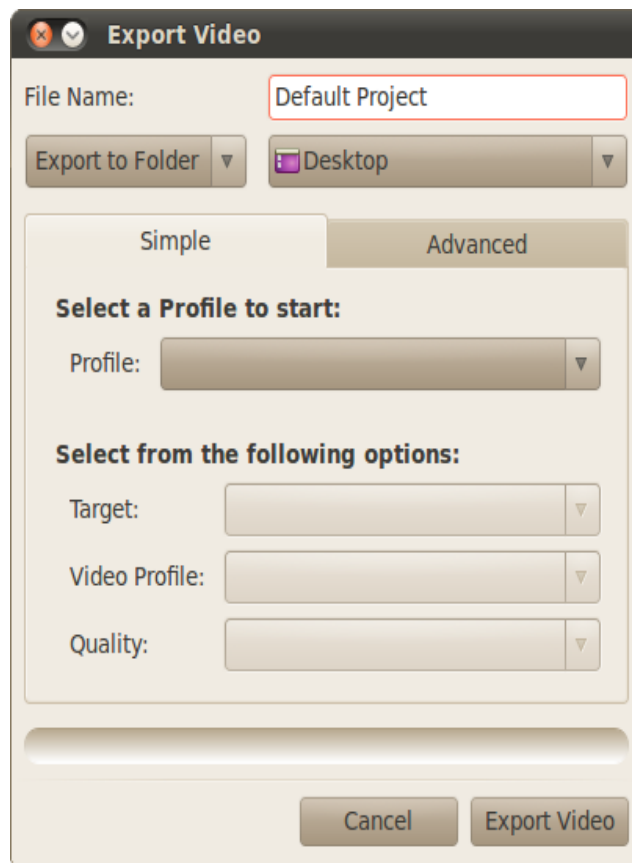 Export Video
File Name: Default Project
Export to Folder Desktop
Simple Advanced
Select a Profile to start:
Profile:
Select from the following options:
Target:
Video Profile:
Quality:
Cancel Export Video